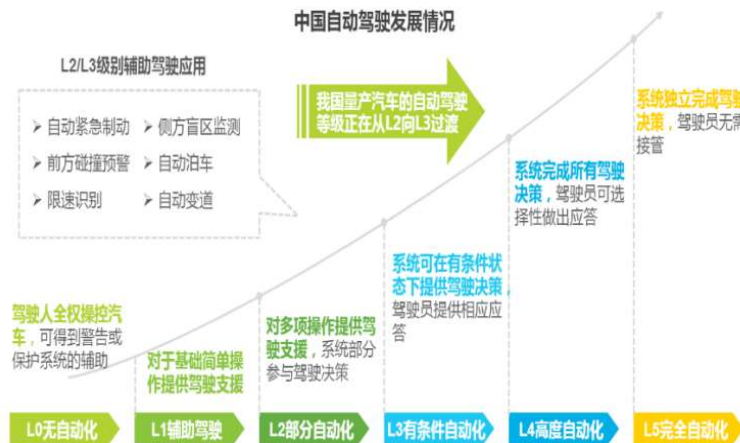 中国自动驾驶发展情况
L2/L3级别辅助驾驶应用
➢ 自动紧急制动 ➢ 侧方盲区监测
➢ 前方碰撞预警 ➢ 自动泊车
➢ 限速识别 ➢ 自动变道
我国量产汽车的自动驾驶
等级正在从L2向L3过渡
驾驶人全权操控汽
车，可得到警告或
保护系统的辅助
对于基础简单操
作提供驾驶支援
对多项操作提供驾
驶支援，系统部分
参与驾驶决策
系统可在有条件状
态下提供驾驶决策，
驾驶员提供相应应
答
系统完成所有驾驶
决策，驾驶员可选
择性做出应答
系统独立完成驾驶
决策，驾驶员无需
接管
L0无自动化
L1辅助驾驶
L2部分自动化
L3有条件自动化
L4高度自动化
L5完全自动化